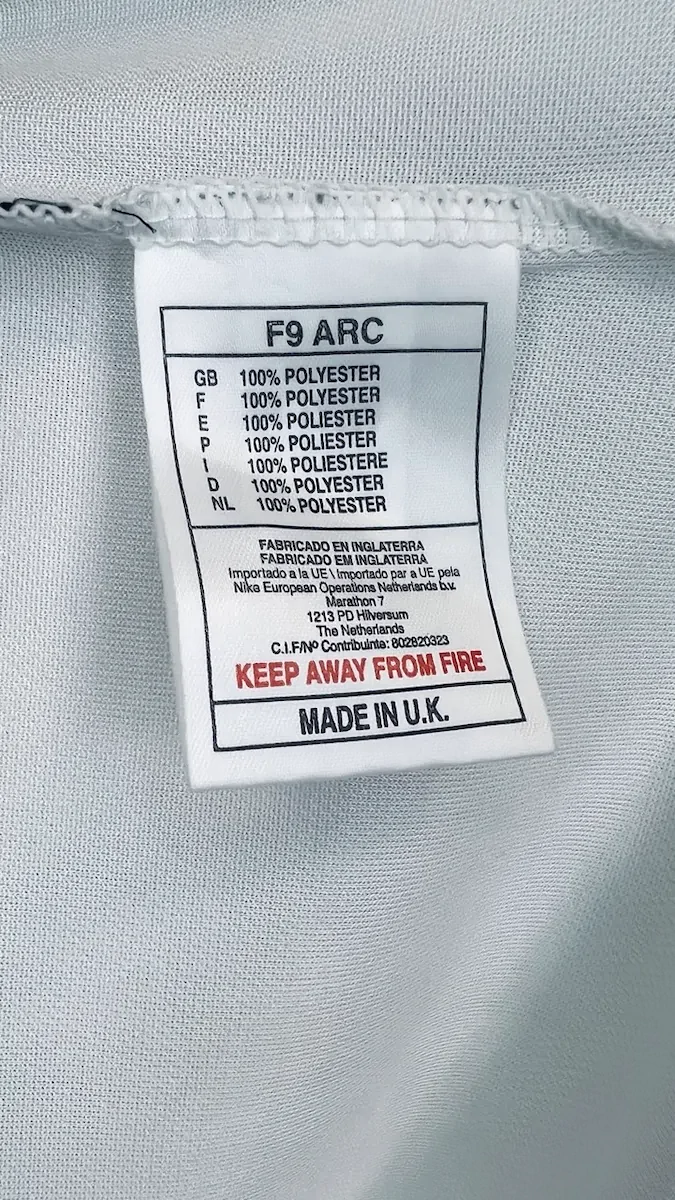 F9 ARC
GB 100% POLYESTER
F 100% POLYESTER
E 100% POLIESTER
P 100% POLIESTER
I 100% POLIESTERE
D 100% POLYESTER
NL 100% POLYESTER
FABRICADO EN INGLATERRA
FABRICADO EM INGLATERRA
Importado a la UE \ Importado par a UE pela
Nike European Operations Netherlands b.v.
Marathon 7
1213 PD Hilversum
The Netherlands
C.I.F/Nº Contribuinte: 802820323
KEEP AWAY FROM FIRE
MADE IN U.K.